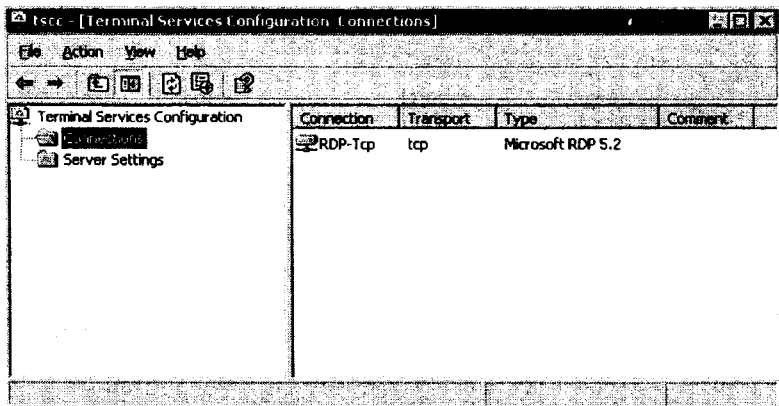 tscc - [Terminal Services Configuration Connections]
File Action View Help
Terminal Services Configuration
Connections
Server Settings
Connection Transport Type Comment
RDP-Tcp tcp Microsoft RDP 5.2